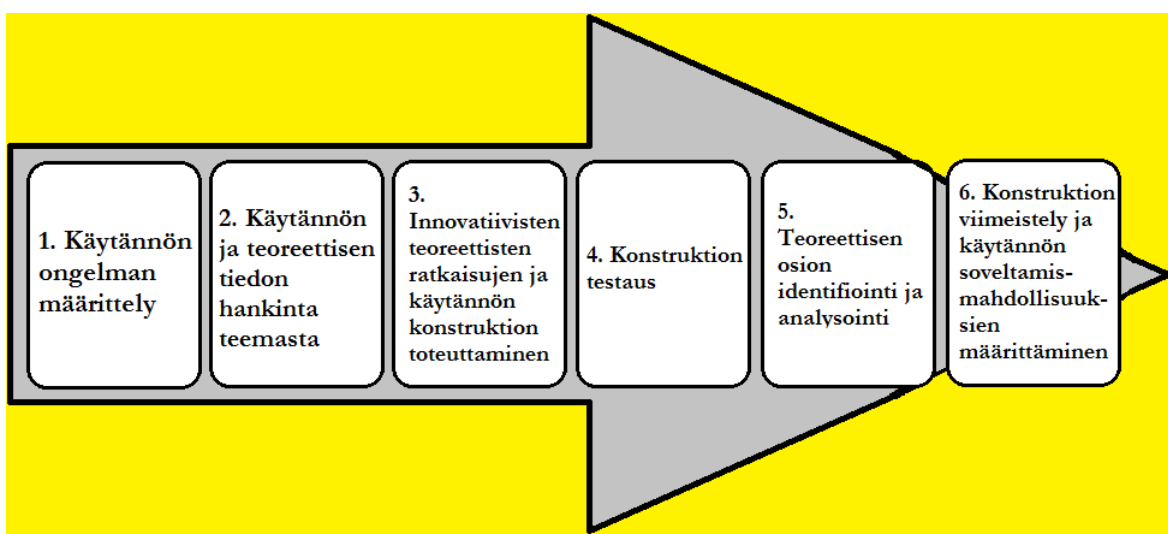 1. Käytännön
ongelman
määrittely
2. Käytännön
ja teoreettisen
tiedon
hankinta
teemasta
3.
Innovatiivisten
teoreettisten
ratkaisujen ja
käytännön
konstruktion
toteuttaminen
4. Konstruktion
testaus
5.
Teoreettisen
osion
identifiointi ja
analysointi
6. Konstruktion
viimeistely ja
käytännön
soveltamis-
mahdollisuuk-
sien
määrittäminen